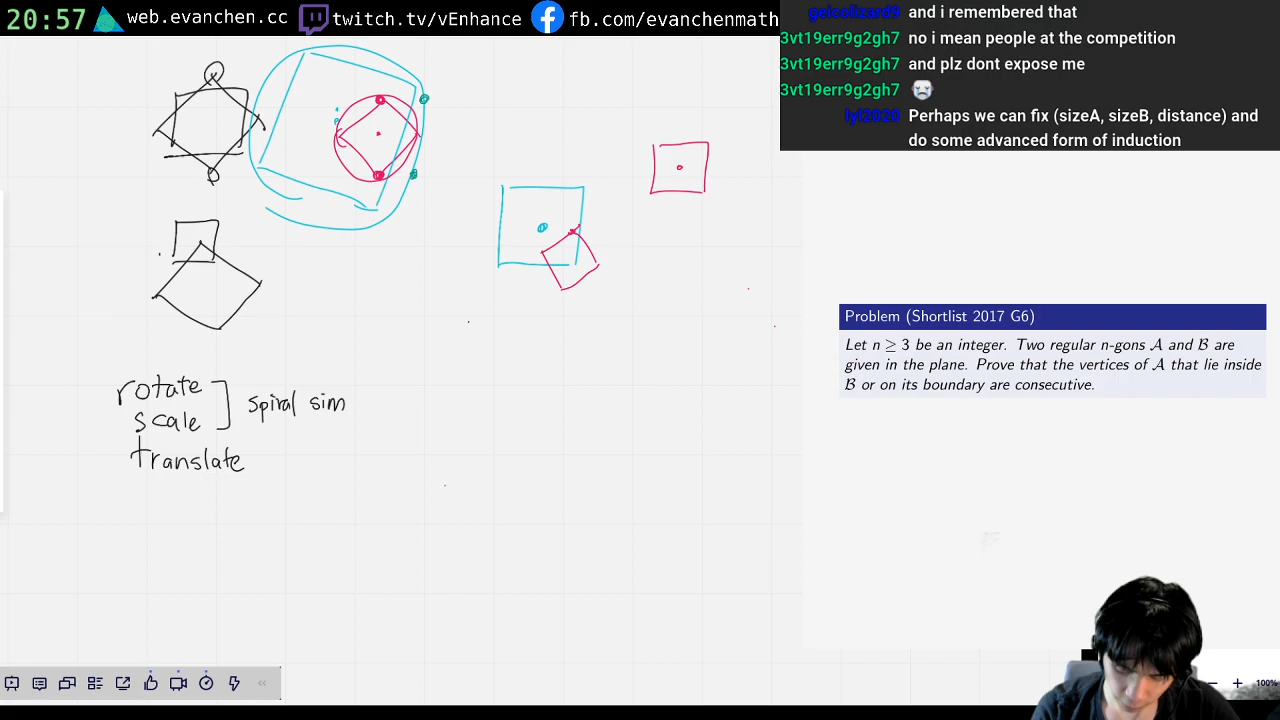 20:57 web.evanchen.cc twitch.tv/vEnhance fb.com/evanchenmath
geicolizard9 and i remembered that
3vt19err9g2gh7 no i mean people at the competition
3vt19err9g2gh7 and plz dont expose me
3vt19err9g2gh7
lyl2020 Perhaps we can fix (sizeA, sizeB, distance) and
do some advanced form of induction
Problem (Shortlist 2017 G6)
Let n ≥ 3 be an integer. Two regular n-gons 𝒜 and ℬ are
given in the plane. Prove that the vertices of 𝒜 that lie inside
ℬ or on its boundary are consecutive.
rotate
scale
spiral sim
translate
100%